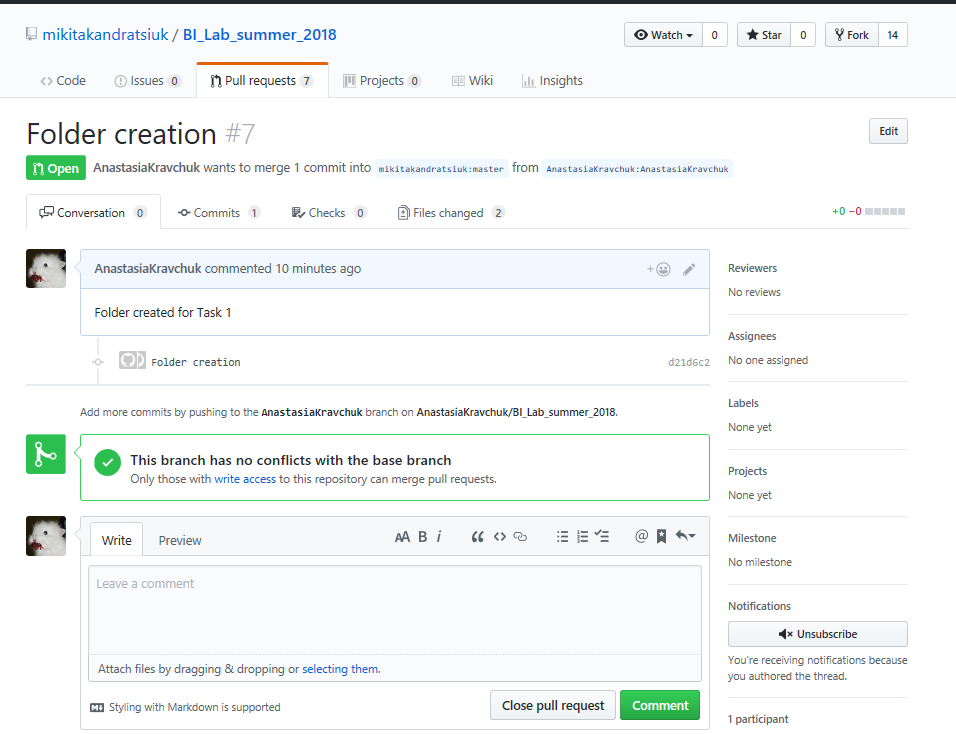 mikitakandratsiuk / BI_Lab_summer_2018
Watch 0 Star 0 Fork 14
Code Issues 0 Pull requests 7 Projects 0 Wiki Insights
Folder creation #7
Edit
Open AnastasiaKravchuk wants to merge 1 commit into mikitakandratsiuk:master from AnastasiaKravchuk:AnastasiaKravchuk
Conversation 0 Commits 1 Checks 0 Files changed 2
+0 −0
AnastasiaKravchuk commented 10 minutes ago
Folder created for Task 1
Folder creation d21d6c2
Add more commits by pushing to the AnastasiaKravchuk branch on AnastasiaKravchuk/BI_Lab_summer_2018.
This branch has no conflicts with the base branch
Only those with write access to this repository can merge pull requests.
Write Preview
AA B i
Leave a comment
Attach files by dragging & dropping or selecting them.
Styling with Markdown is supported
Close pull request Comment
Reviewers
No reviews
Assignees
No one assigned
Labels
None yet
Projects
None yet
Milestone
No milestone
Notifications
Unsubscribe
You're receiving notifications because
you authored the thread.
1 participant